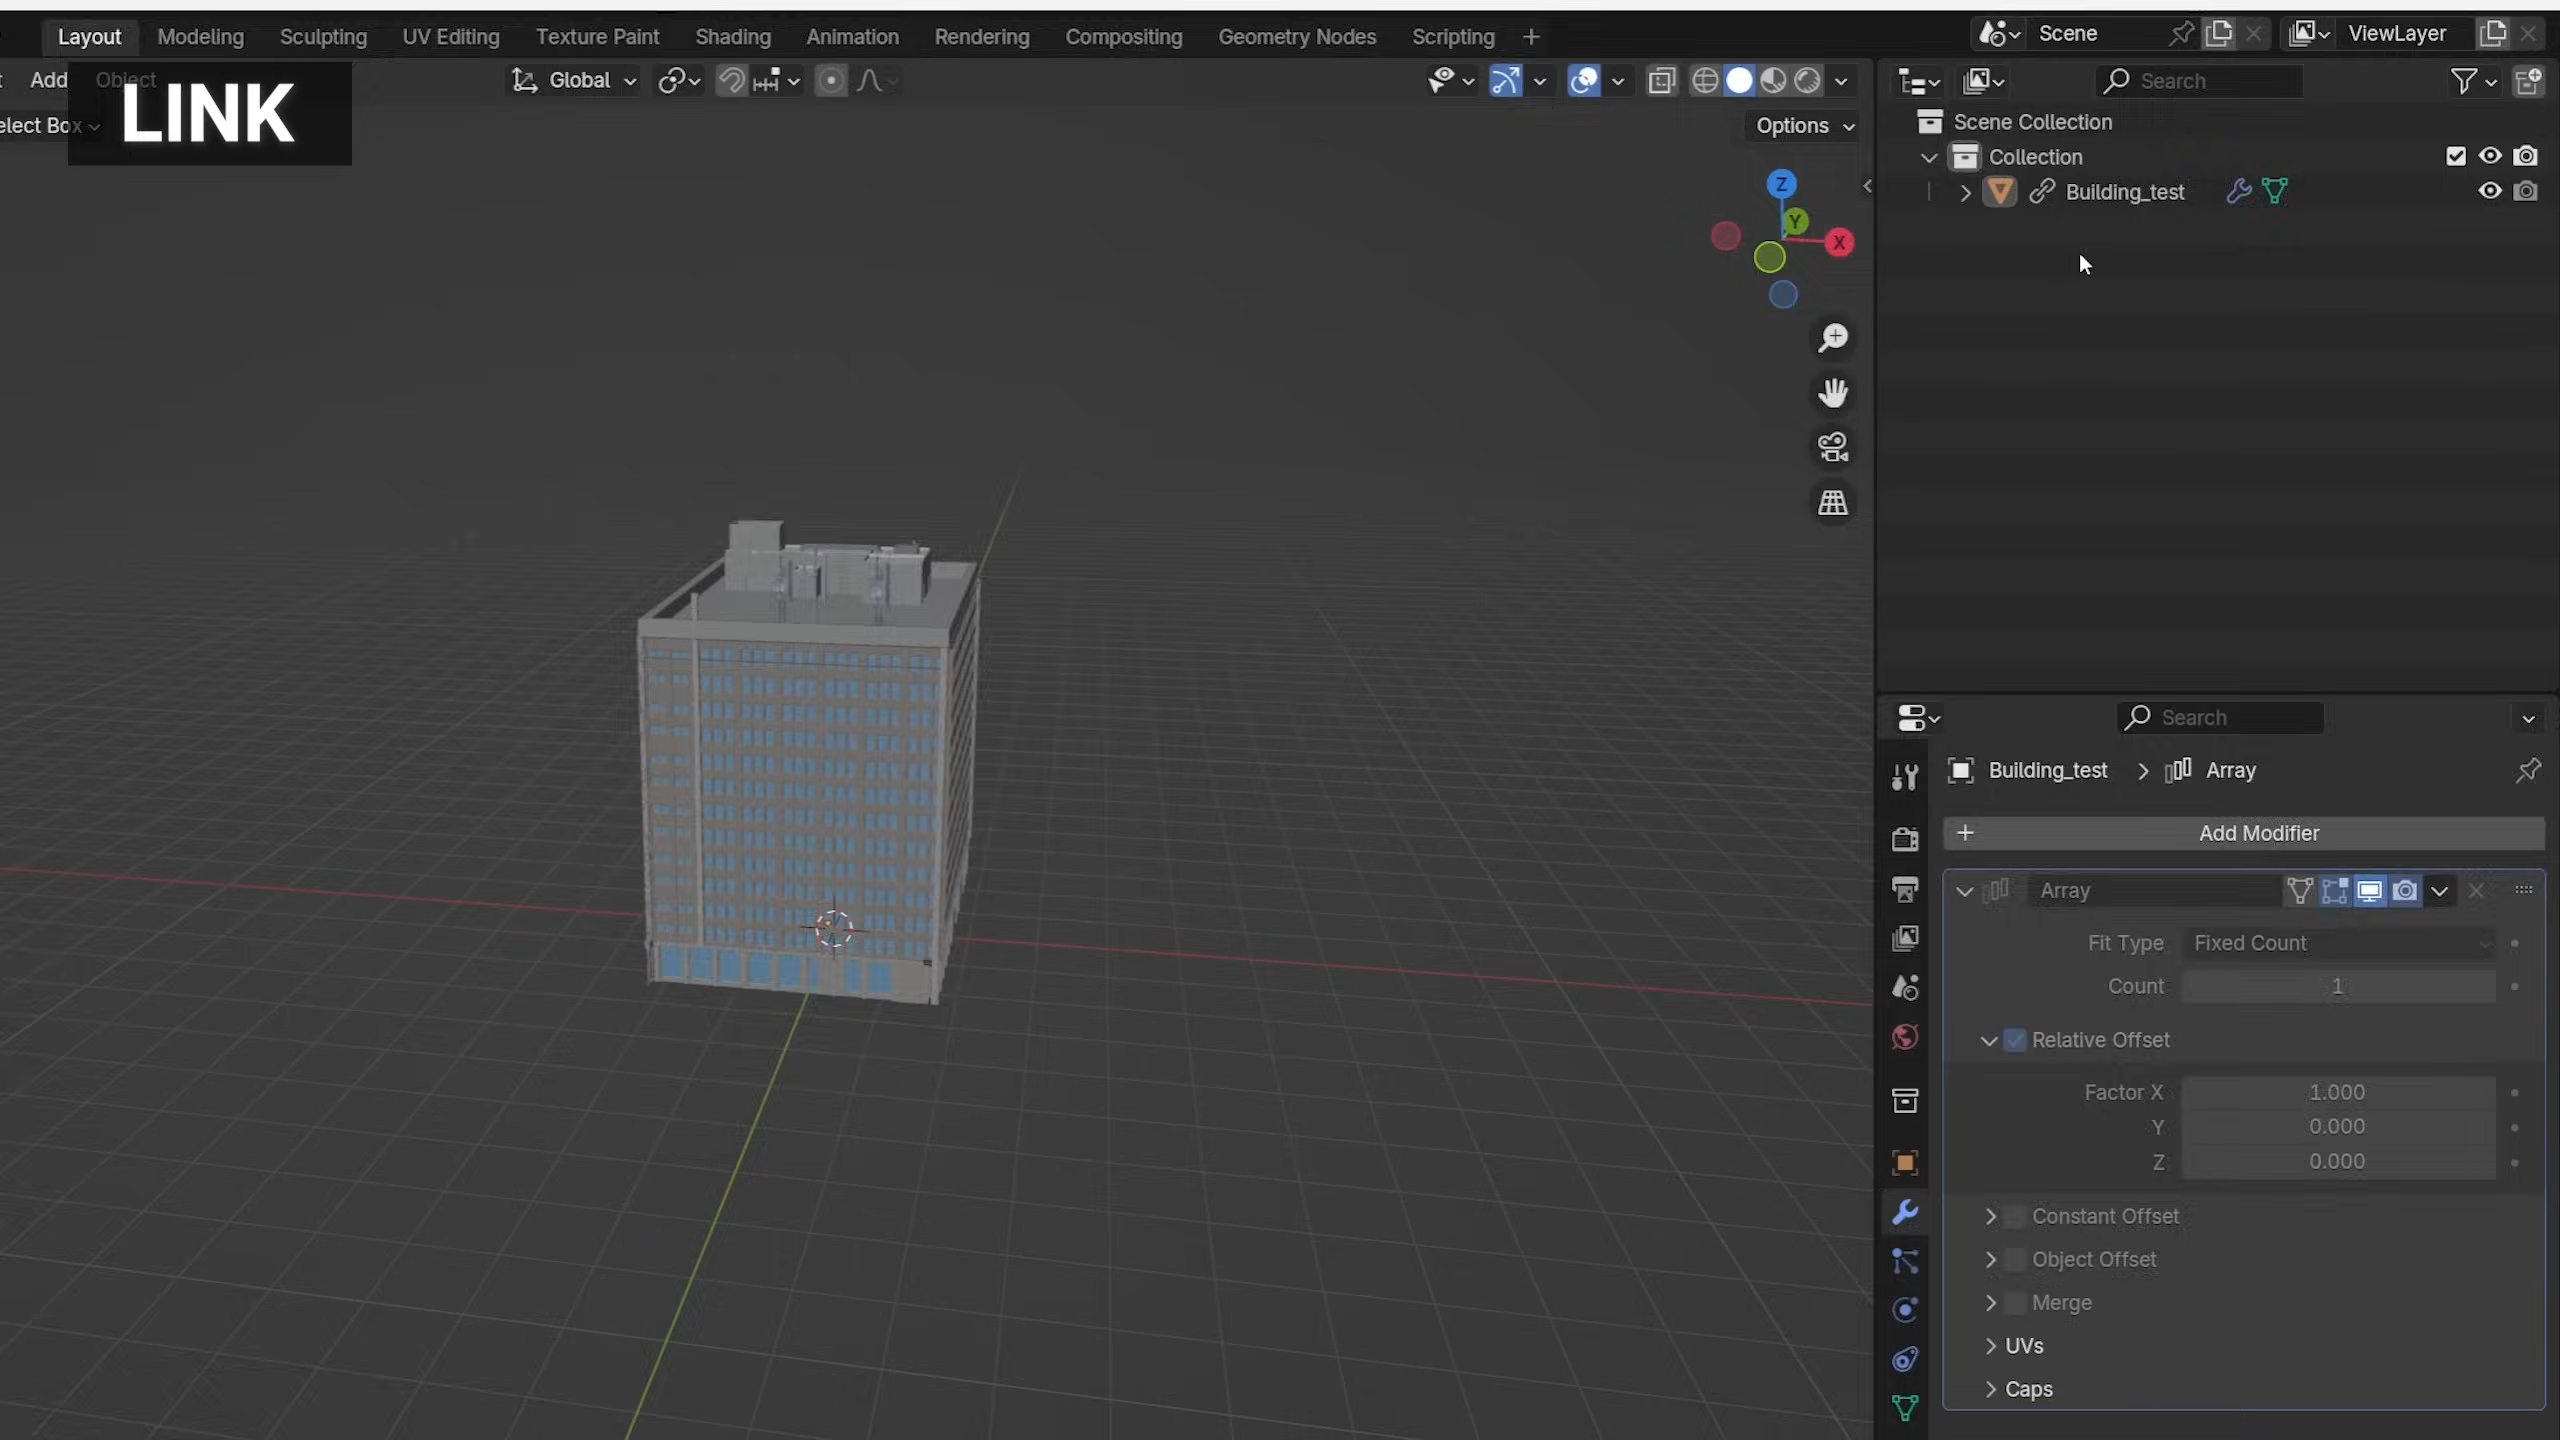 Layout Modeling Sculpting UV Editing Texture Paint Shading Animation Rendering Compositing Geometry Nodes Scripting + Scene ViewLayer
Add Object Global Search
LINK
elect Box Options
Scene Collection
Collection
Building_test
Z
Y
X
Search
Building_test > Array
+ Add Modifier
Array
Fit Type Fixed Count
Count 1
Relative Offset
Factor X 1.000
Y 0.000
Z 0.000
Constant Offset
Object Offset
Merge
UVs
Caps